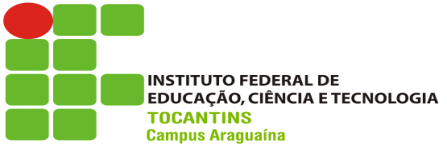 INSTITUTO FEDERAL DE
EDUCAÇÃO, CIÊNCIA E TECNOLOGIA
TOCANTINS
Campus Araguaína